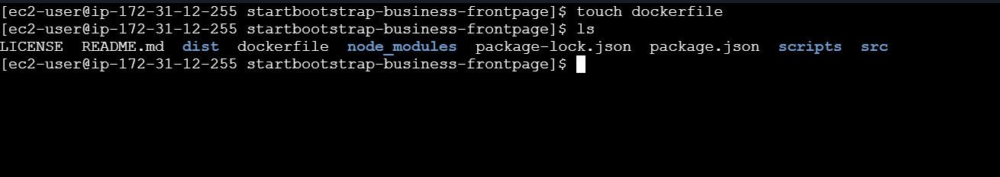 [ec2-user@ip-172-31-12-255 startbootstrap-business-frontpage]$ touch dockerfile
[ec2-user@ip-172-31-12-255 startbootstrap-business-frontpage]$ ls
LICENSE  README.md  dist  dockerfile  node_modules  package-lock.json  package.json  scripts  src
[ec2-user@ip-172-31-12-255 startbootstrap-business-frontpage]$